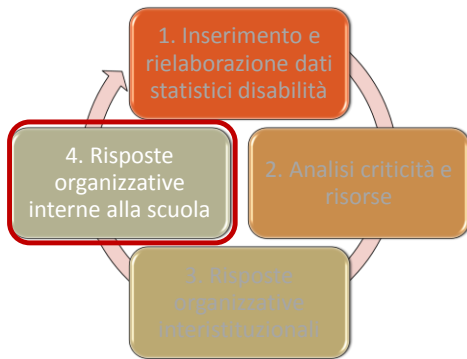 1. Inserimento e
rielaborazione dati
statistici disabilità
2. Analisi criticità e
risorse
3. Risposte
organizzative
interistituzionali
4. Risposte
organizzative
interne alla scuola